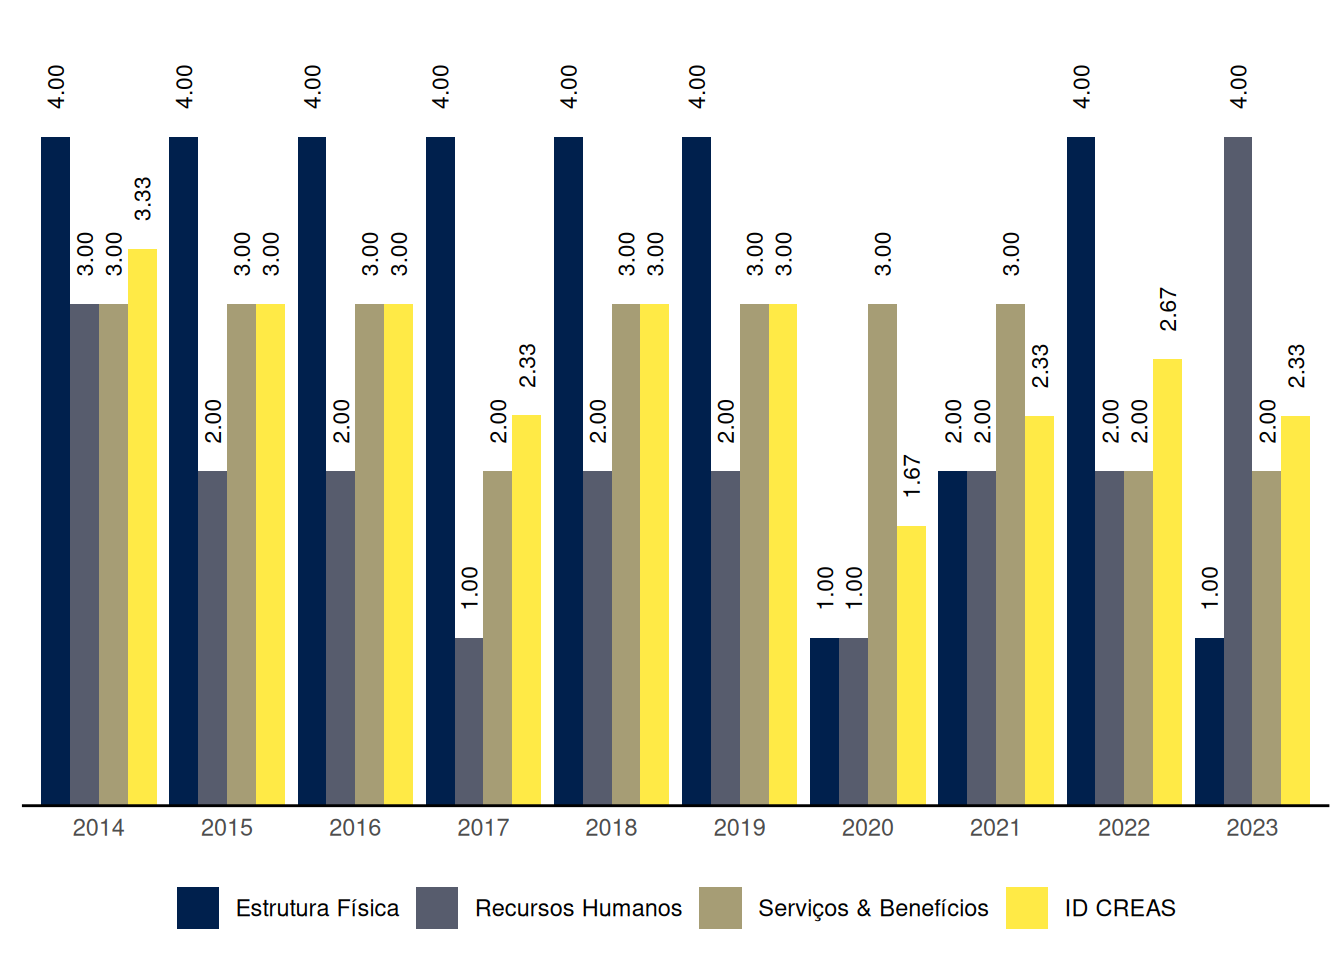 4.00 4.00 4.00 4.00 4.00 4.00 4.00 4.00
3.33
3.00 3.00 3.00 3.00 3.00 3.00 3.00 3.00 3.00 3.00 3.00 3.00
2.67
2.33 2.33 2.33
2.00 2.00 2.00 2.00 2.00 2.00 2.00 2.00 2.00 2.00
1.67
1.00 1.00 1.00 1.00
2014 2015 2016 2017 2018 2019 2020 2021 2022 2023
Estrutura Física Recursos Humanos Serviços & Benefícios ID CREAS